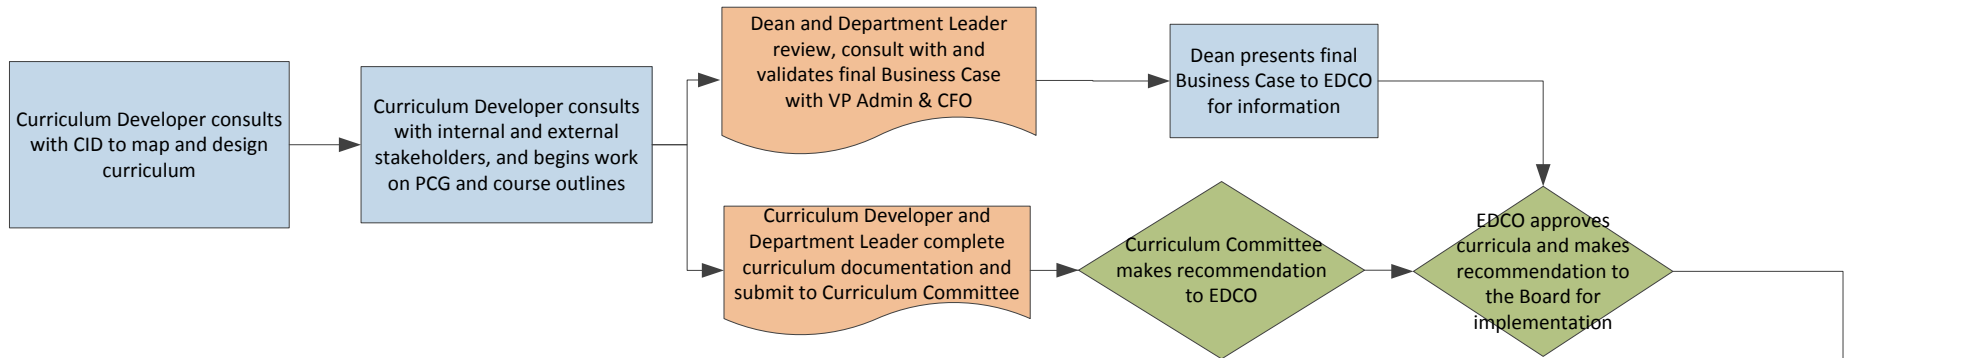 Curriculum Developer consults
with CID to map and design
curriculum
Curriculum Developer consults
with internal and external
stakeholders, and begins work
on PCG and course outlines
Dean and Department Leader
review, consult with and
validates final Business Case
with VP Admin & CFO
Dean presents final
Business Case to EDCO
for information
Curriculum Developer and
Department Leader complete
curriculum documentation and
submit to Curriculum Committee
Curriculum Committee
makes recommendation
to EDCO
EDCO approves
curricula and makes
recommendation to
the Board for
implementation